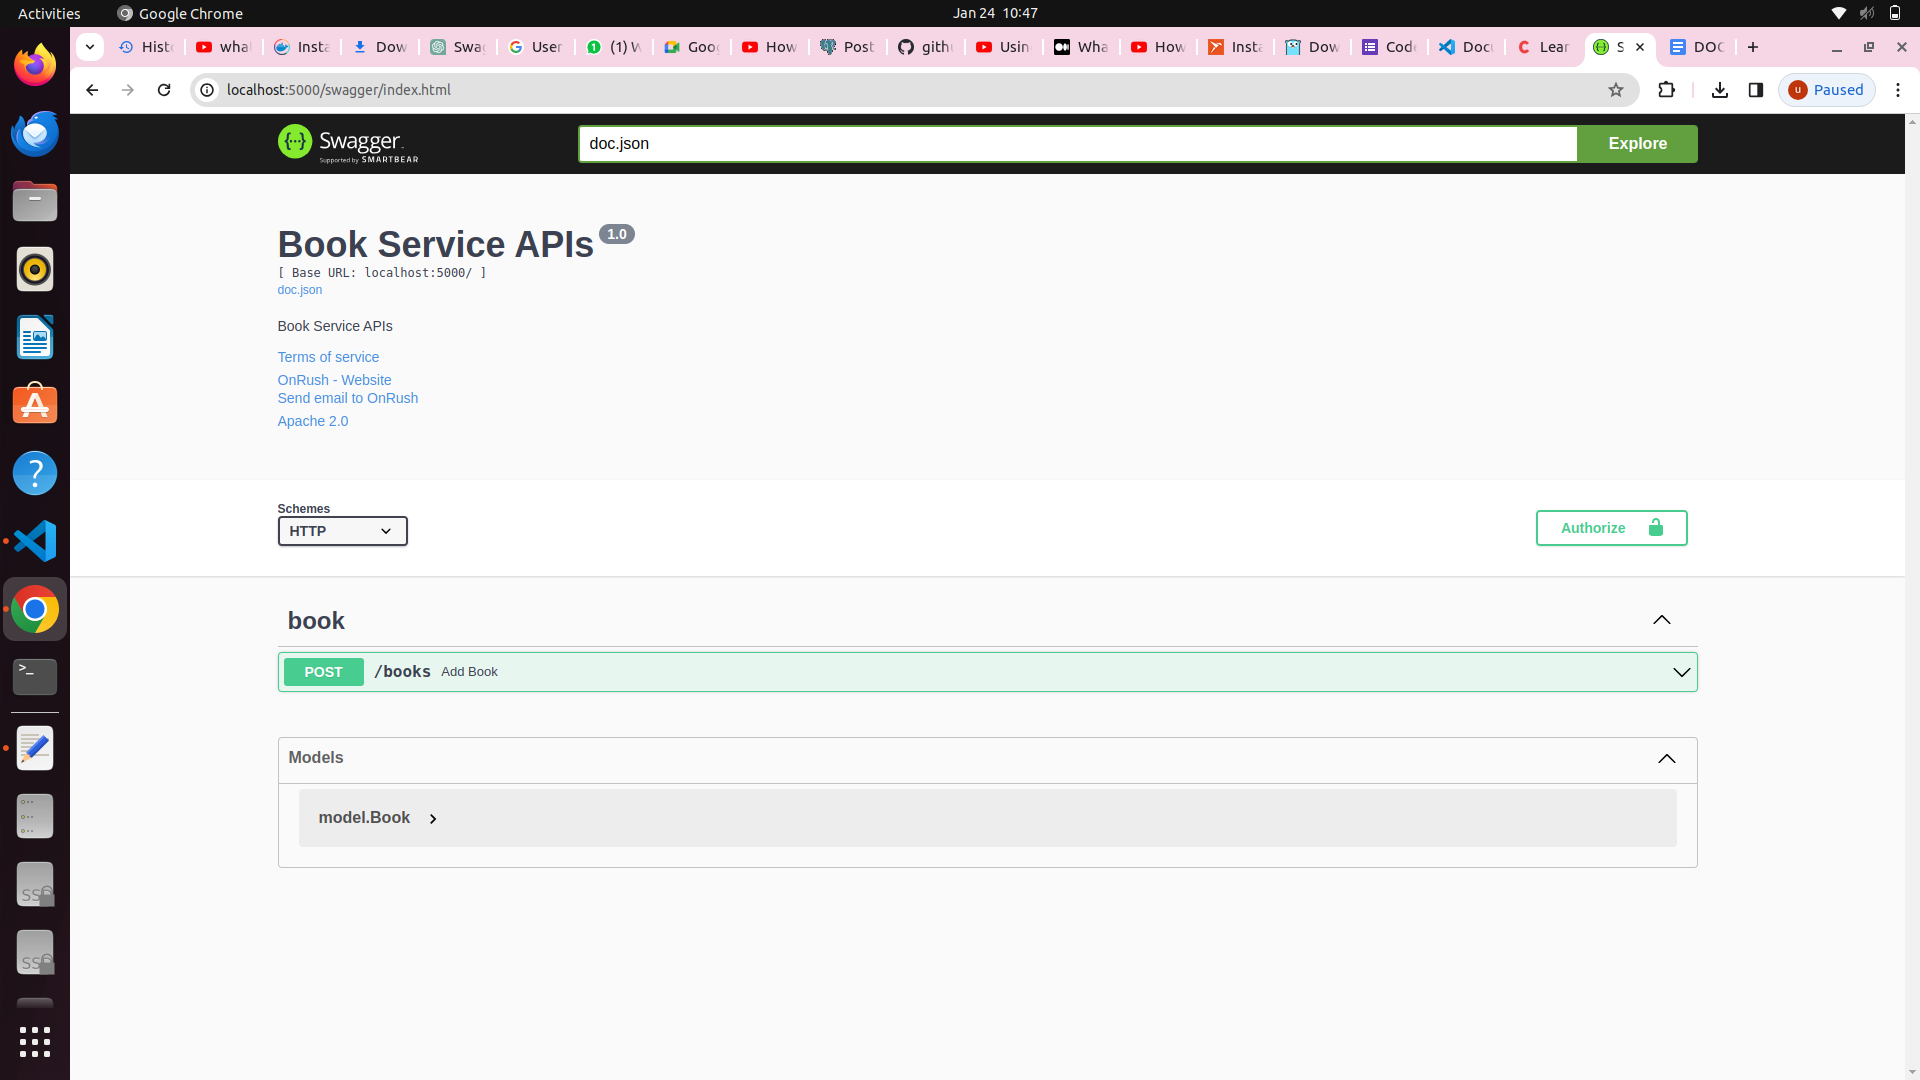 Activities
Google Chrome
Jan 24 10:47
Hist
wha
Insta
Dow
Swag
User
(1) W
Goog
How
Post
gith
Usin
Wha
How
Insta
Dow
Code
Docu
Lear
S
DOC
localhost:5000/swagger/index.html
u
Paused
Swagger
Supported by SMARTBEAR
doc.json
Explore
Book Service APIs 1.0
[ Base URL: localhost:5000/ ]
doc.json
Book Service APIs
Terms of service
OnRush - Website
Send email to OnRush
Apache 2.0
Schemes
HTTP
Authorize
book
POST /books Add Book
Models
model.Book